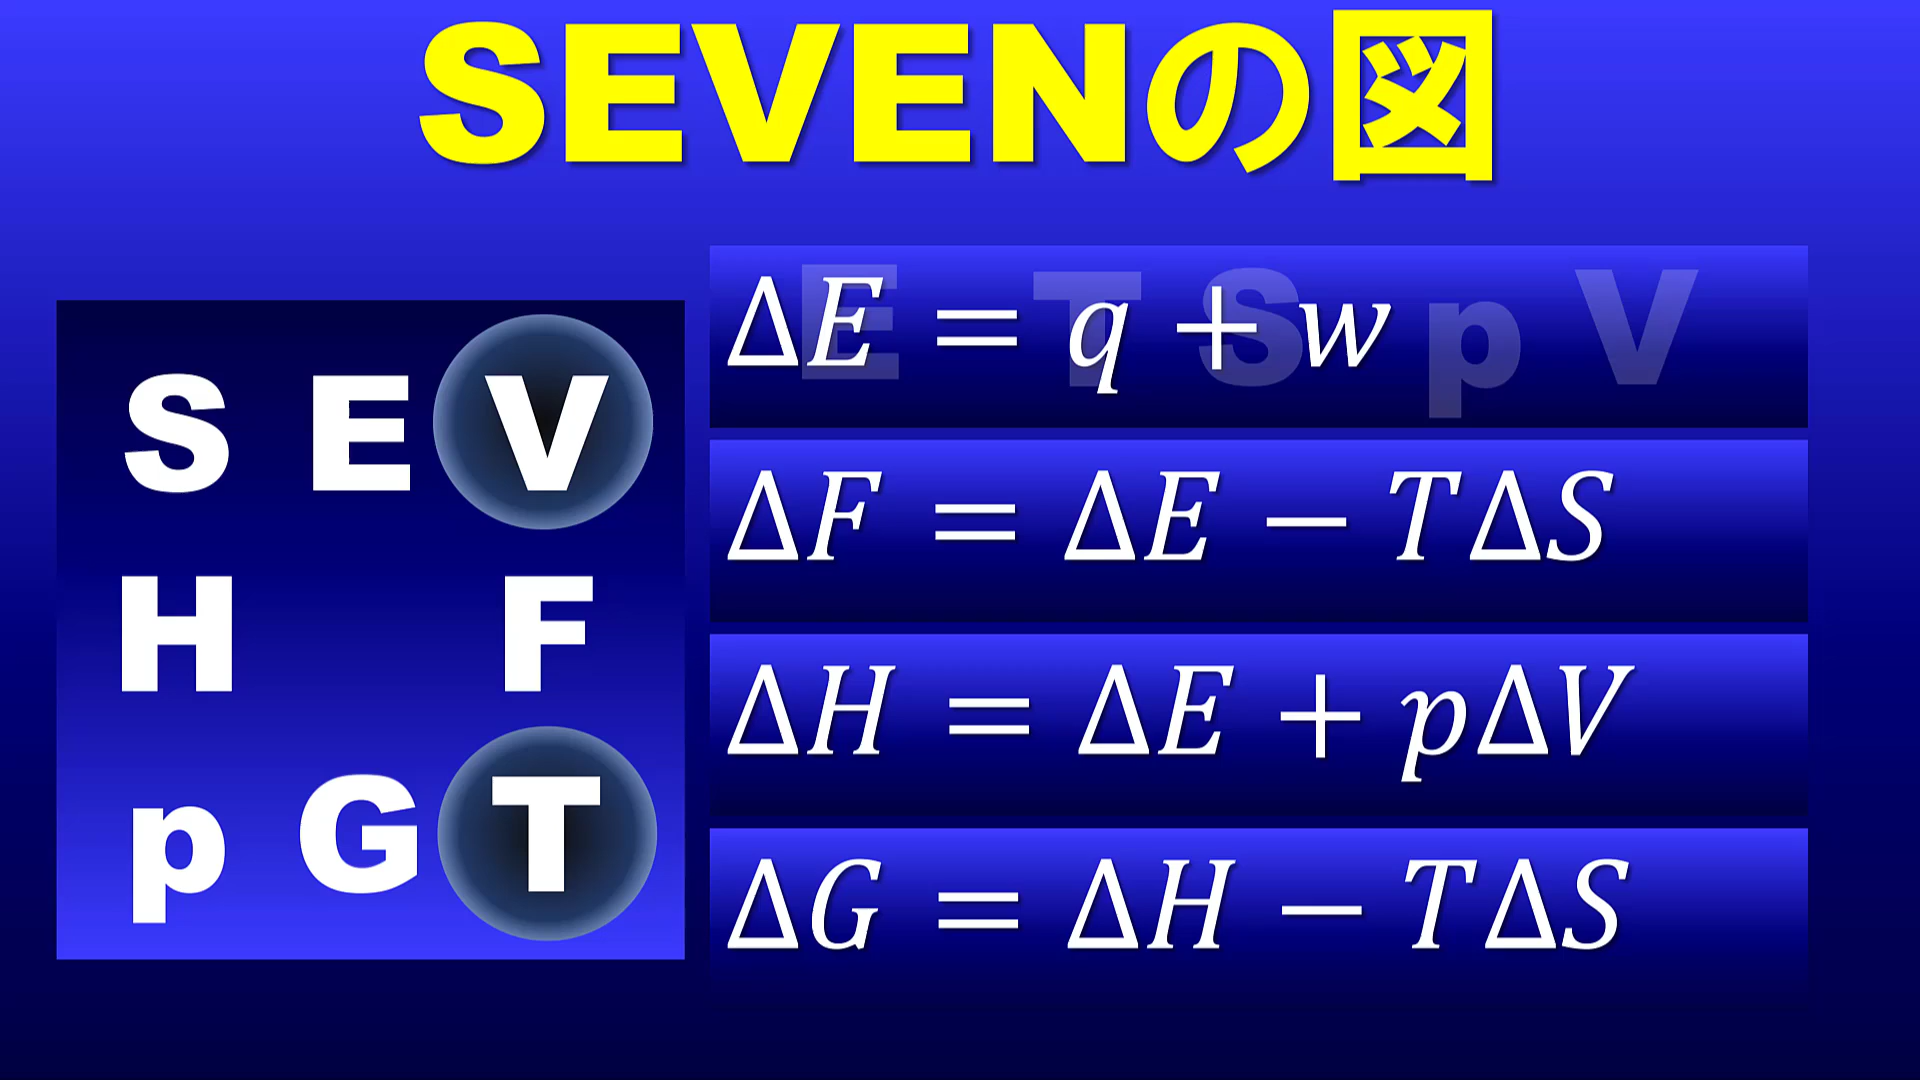 SEVENの図
S E V
H F
p G T
ΔE = q + w
E T S p V
ΔF = ΔE − TΔS
ΔH = ΔE + pΔV
ΔG = ΔH − TΔS